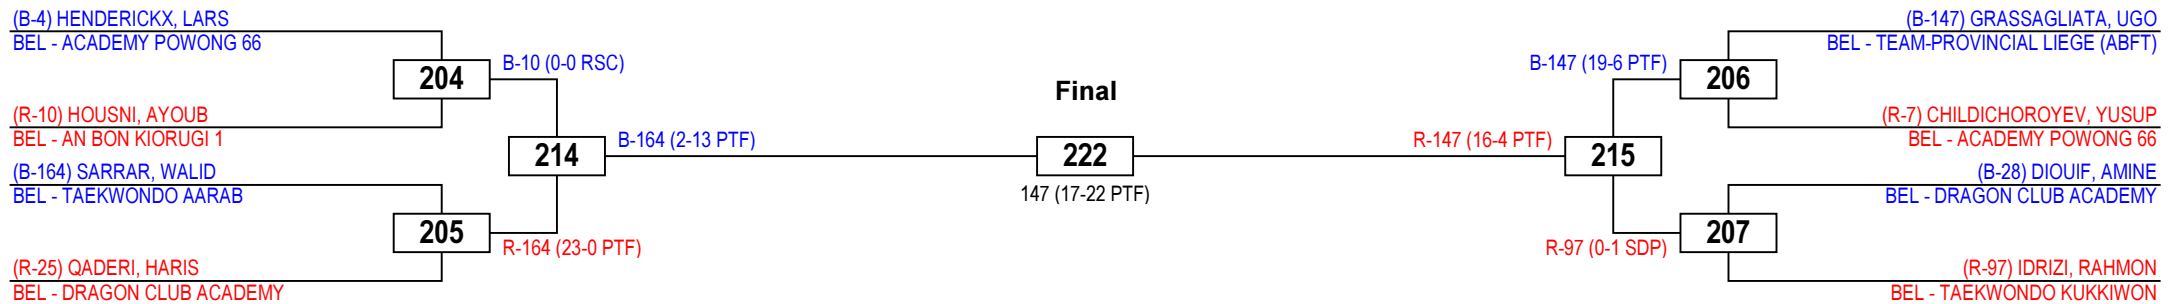 (B-4) HENDERICKX, LARS
BEL - ACADEMY POWONG 66
204
B-10 (0-0 RSC)
(R-10) HOUSNI, AYOUB
BEL - AN BON KIORUGI 1
214
B-164 (2-13 PTF)
(B-164) SARRAR, WALID
BEL - TAEKWONDO AARAB
205
R-164 (23-0 PTF)
(R-25) QADERI, HARIS
BEL - DRAGON CLUB ACADEMY
Final
222
147 (17-22 PTF)
(B-147) GRASSAGLIATA, UGO
BEL - TEAM-PROVINCIAL LIEGE (ABFT)
B-147 (19-6 PTF)
206
(R-7) CHILDICHOROYEV, YUSUP
BEL - ACADEMY POWONG 66
R-147 (16-4 PTF)
215
(B-28) DIOUIF, AMINE
BEL - DRAGON CLUB ACADEMY
R-97 (0-1 SDP)
207
(R-97) IDRIZI, RAHMON
BEL - TAEKWONDO KUKKIWON